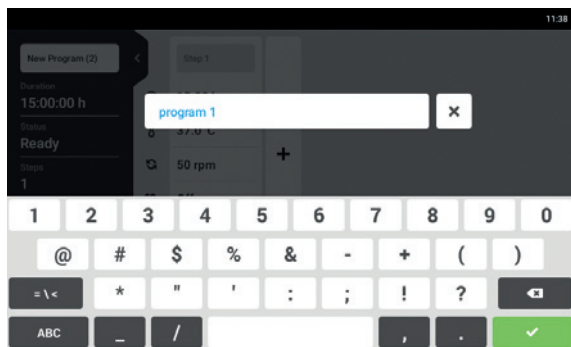 11:38
New Program (2)
Step 1
Duration
15:00:00 h
program 1
Status
37.0 °C
Ready
50 rpm
+
Steps
1
1 2 3 4 5 6 7 8 9 0
@ # $ % & - + ( )
= \ < * " ' : ; ! ?
ABC _ / , .